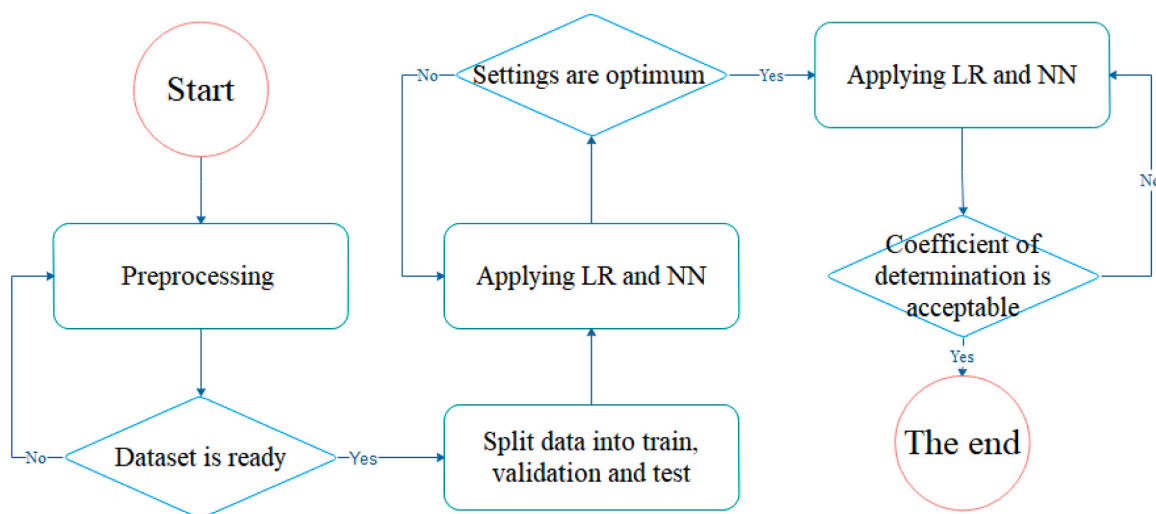 Start
Preprocessing
Dataset is ready
No
Yes
Split data into train,
validation and test
Applying LR and NN
Settings are optimum
No
Yes
Applying LR and NN
Coefficient of
determination is
acceptable
No
Yes
The end